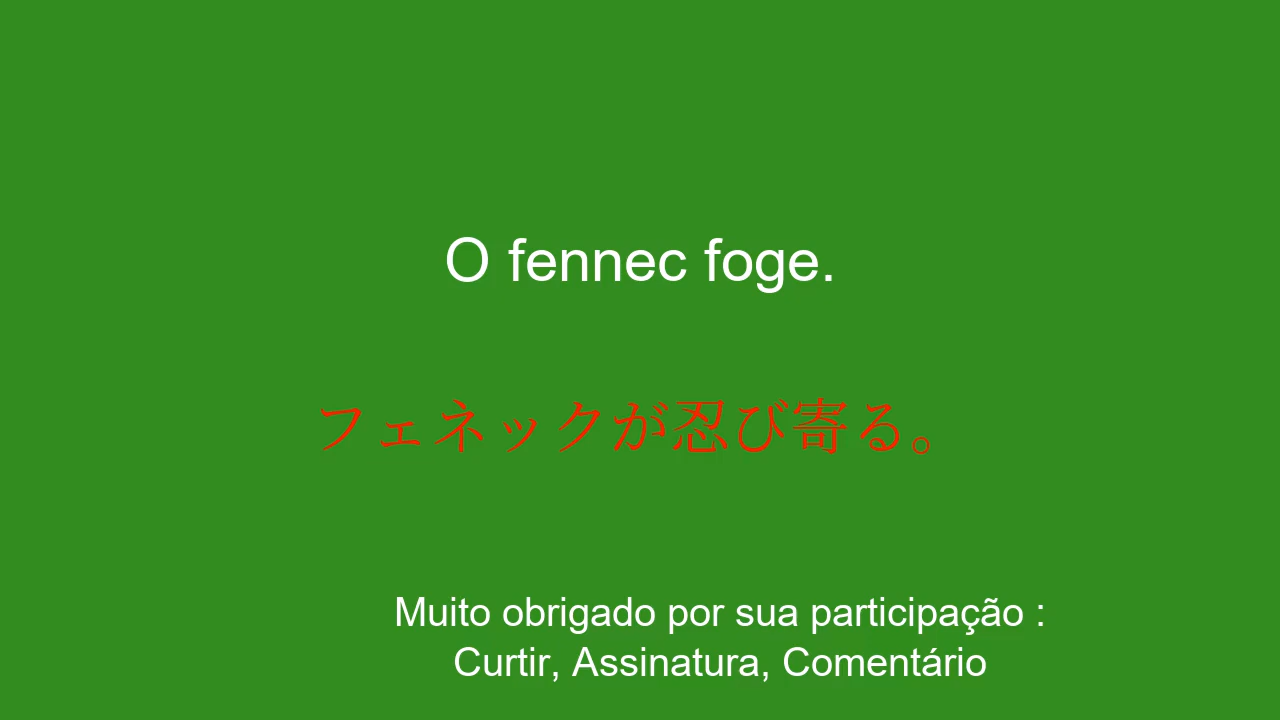 O fennec foge.
フェネックが忍び寄る。
Muito obrigado por sua participação :
Curtir, Assinatura, Comentário